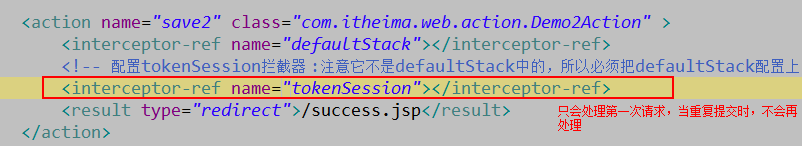 <action name="save2" class="com.itheima.web.action.Demo2Action" >
<interceptor-ref name="defaultStack"></interceptor-ref>
<!-- 配置tokenSession拦截器：注意它不是defaultStack中的，所以必须把defaultStack配置上
<interceptor-ref name="tokenSession"></interceptor-ref>
<result type="redirect">/success.jsp</result>
只会处理第一次请求，当重复提交时，不会再
处理
</action>